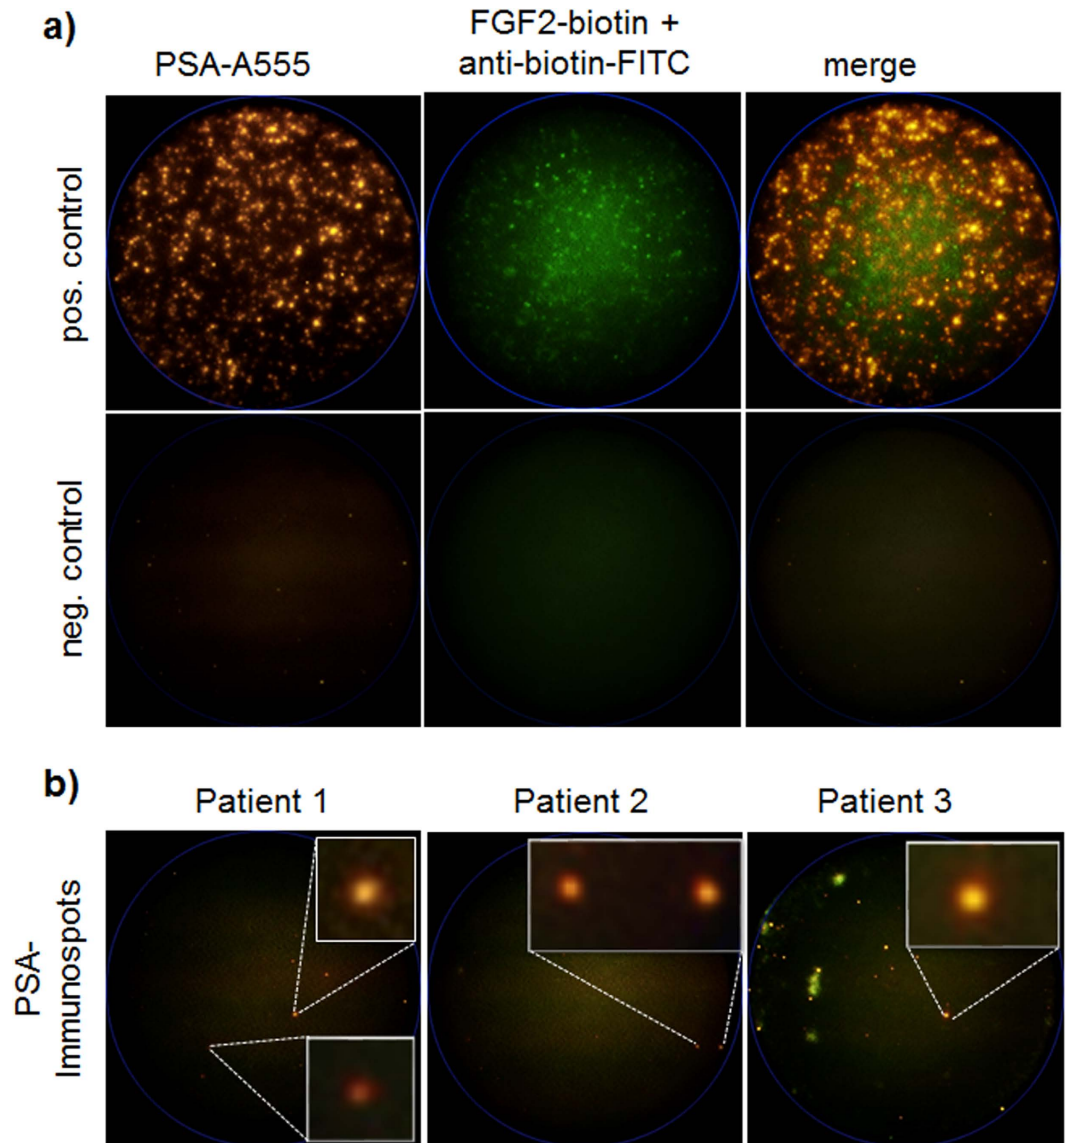 a)
PSA-A555
FGF2-biotin +
anti-biotin-FITC
merge
pos. control
neg. control
b)
Patient 1
Patient 2
Patient 3
PSA-
Immunospots